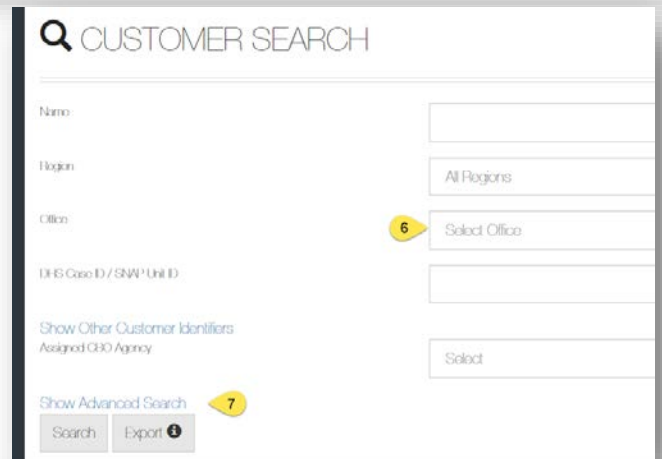 CUSTOMER SEARCH
Name
Region
All Regions
Office
6
Select Office
DHS Case ID / SNAP Unit ID
Show Other Customer Identifiers
Assigned CBO Agency
Select
Show Advanced Search
7
Search
Export